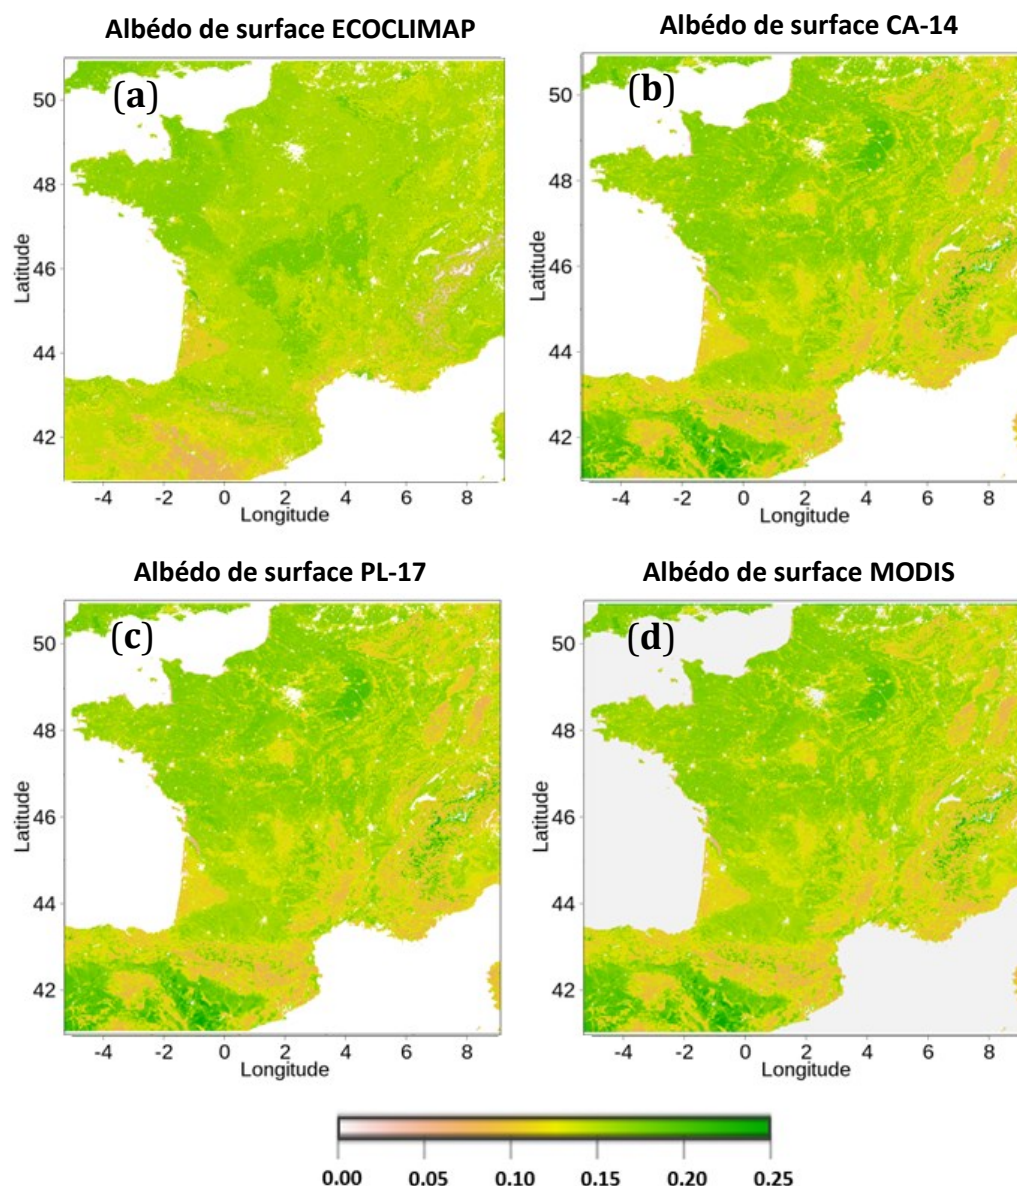 Albédo de surface ECOCLIMAP
Albédo de surface CA-14
(a)
(b)
50
48
46
44
42
Latitude
-4 -2 0 2 4 6 8
Longitude
50
48
46
44
42
Latitude
-4 -2 0 2 4 6 8
Longitude
Albédo de surface PL-17
Albédo de surface MODIS
(c)
(d)
50
48
46
44
42
Latitude
-4 -2 0 2 4 6 8
Longitude
50
48
46
44
42
Latitude
-4 -2 0 2 4 6 8
Longitude
0.00 0.05 0.10 0.15 0.20 0.25